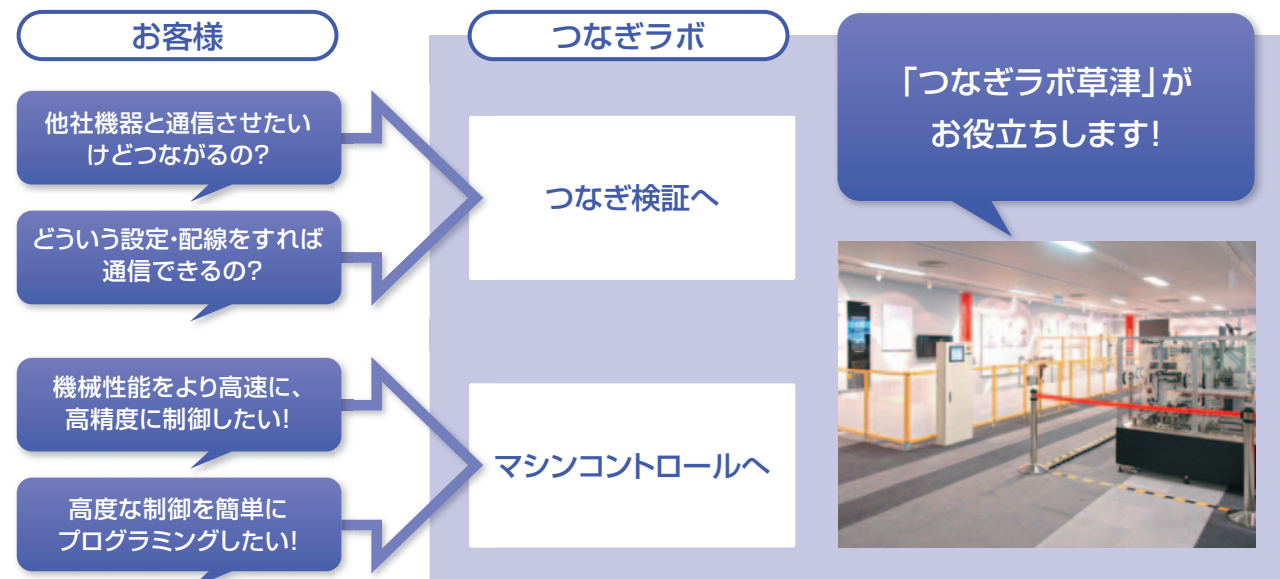 お客様
つなぎラボ
「つなぎラボ草津」が
お役立ちします!
他社機器と通信させたい
けどつながるの?
どういう設定・配線をすれば
通信できるの?
つなぎ検証へ
機械性能をより高速に、
高精度に制御したい!
高度な制御を簡単に
プログラミングしたい!
マシンコントロールへ